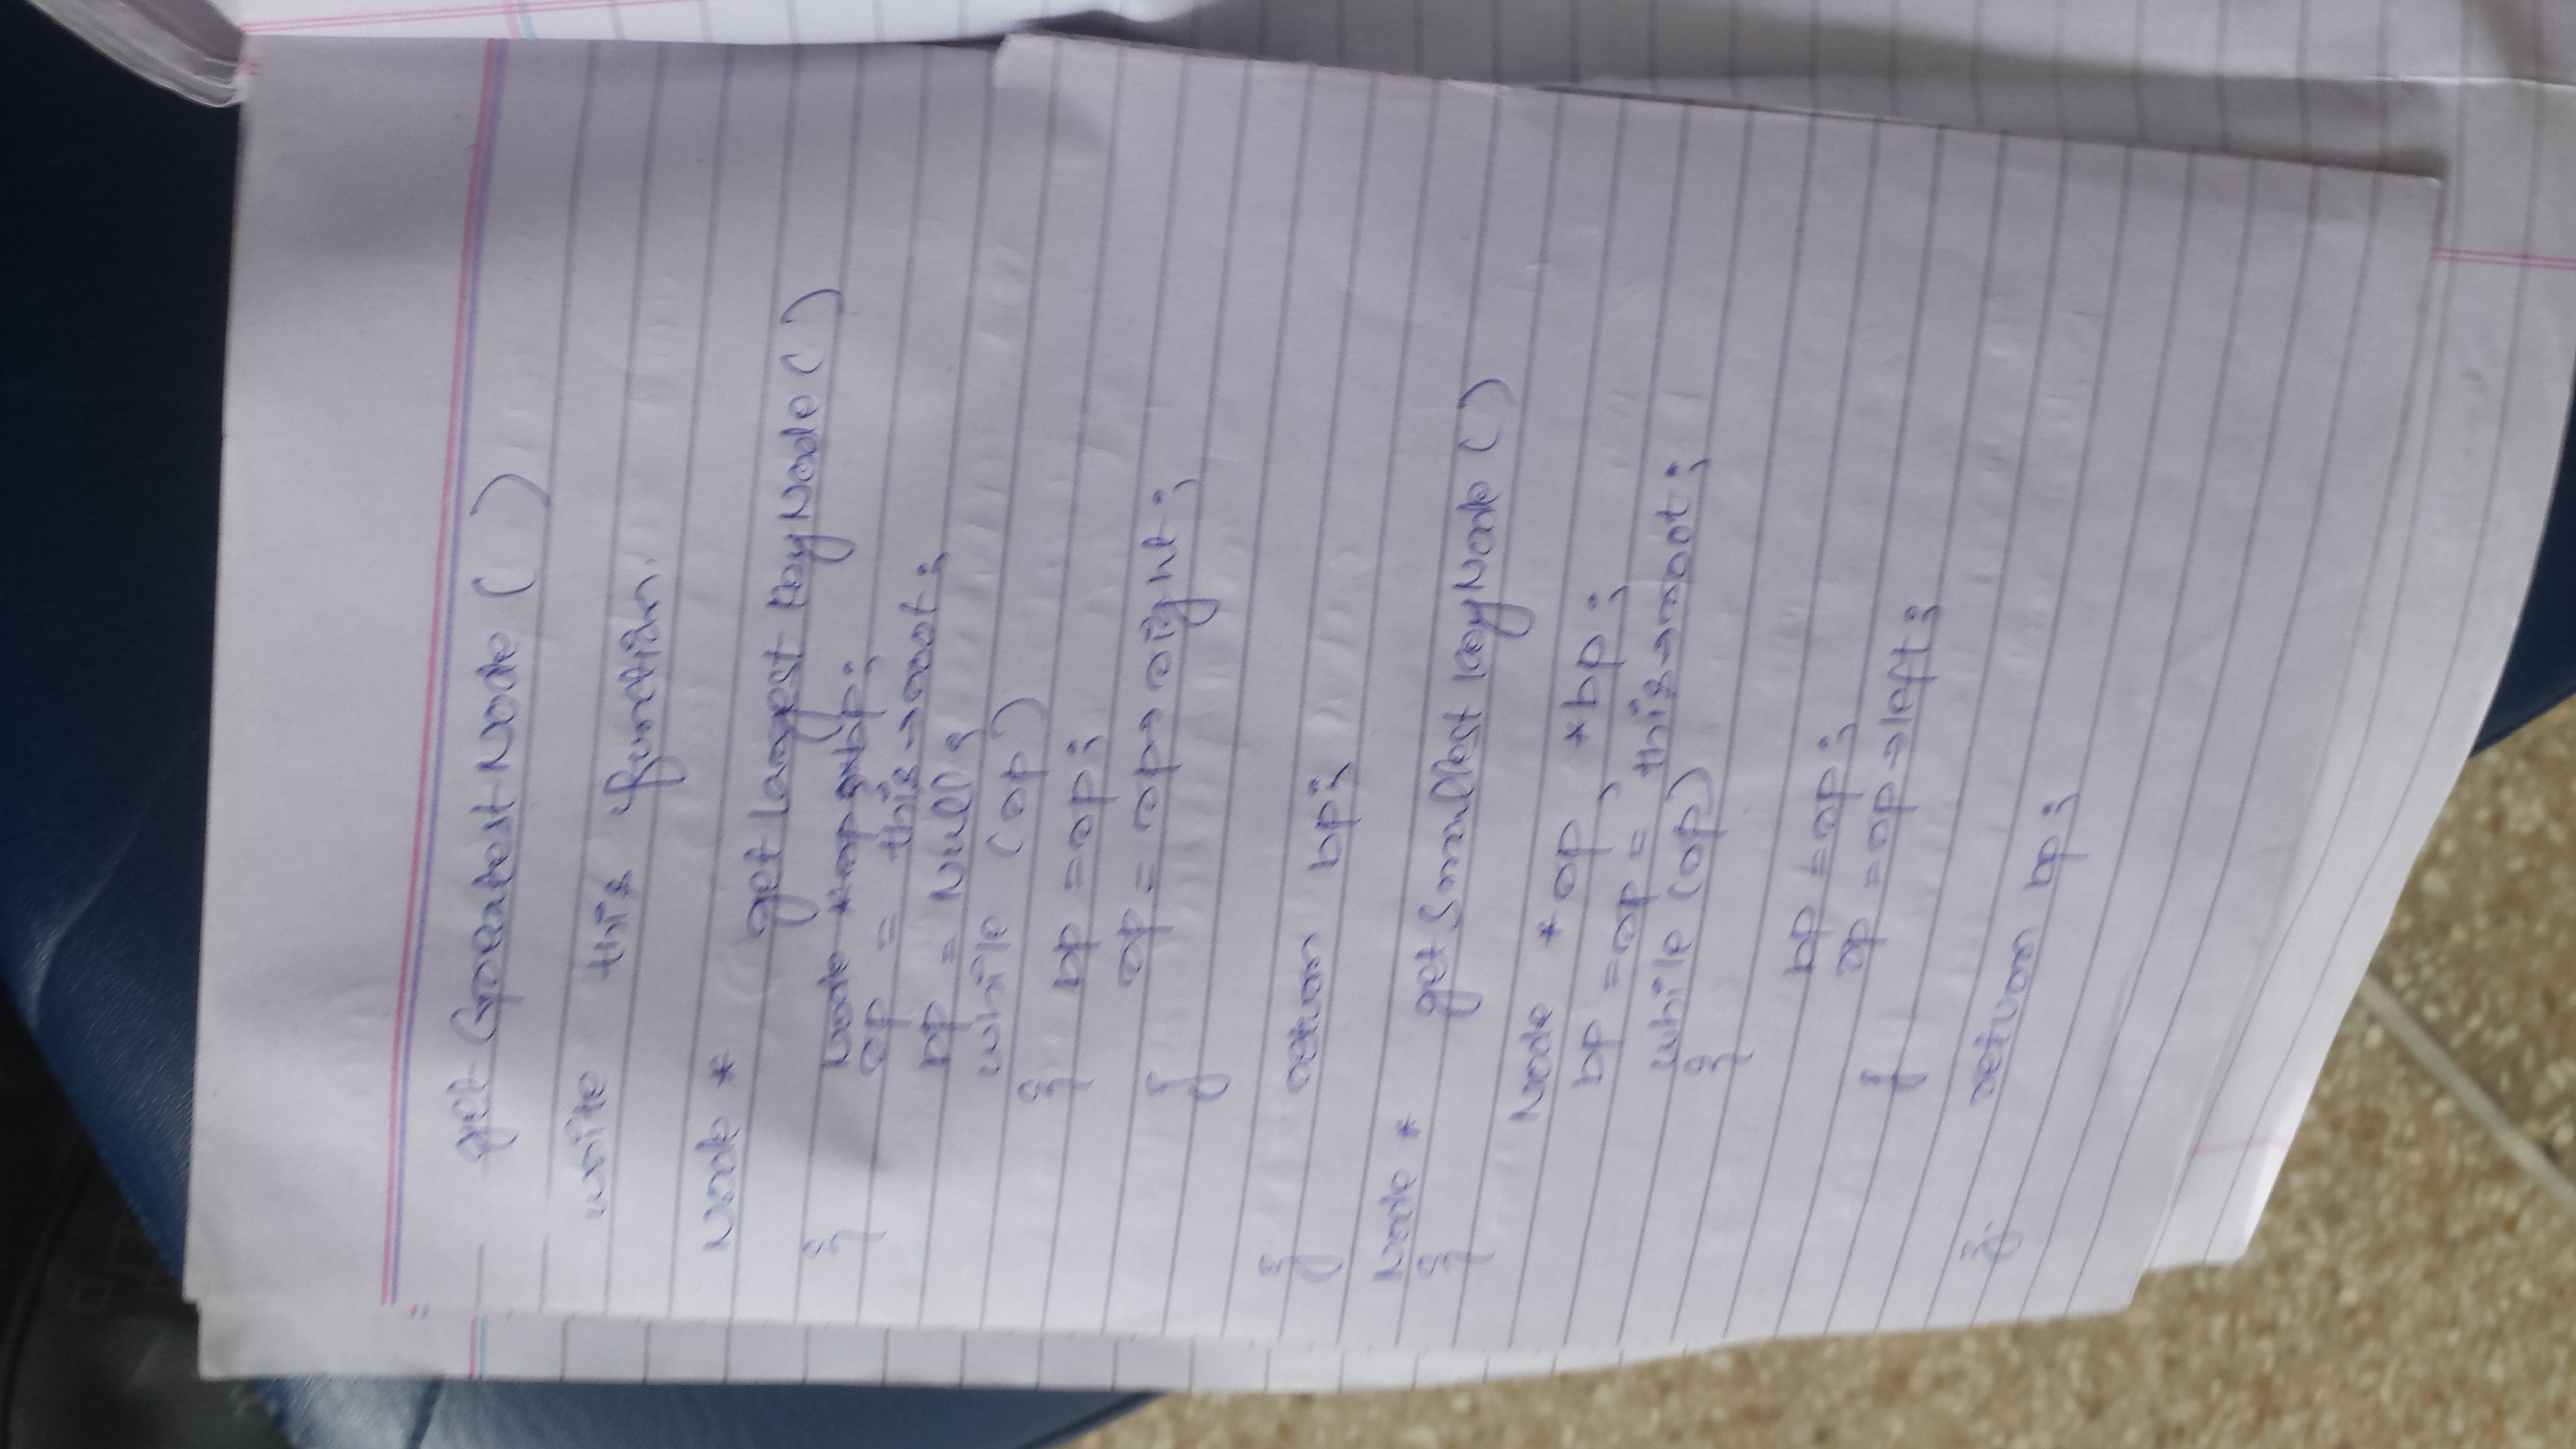 getGreatestNode ( )
write this function.
Node * getLargestKeyNode ( )
{ Node *rp, *bp;
rp = this→root;
bp = Null;
while (rp)
{ bp = rp;
rp = rp→right;
}
} return bp;
Node * getSmallestKeyNode ( )
{
Node *rp, *bp;
bp = rp = this→root;
while (rp)
{
bp = rp;
rp = rp→left;
}
}. return bp;